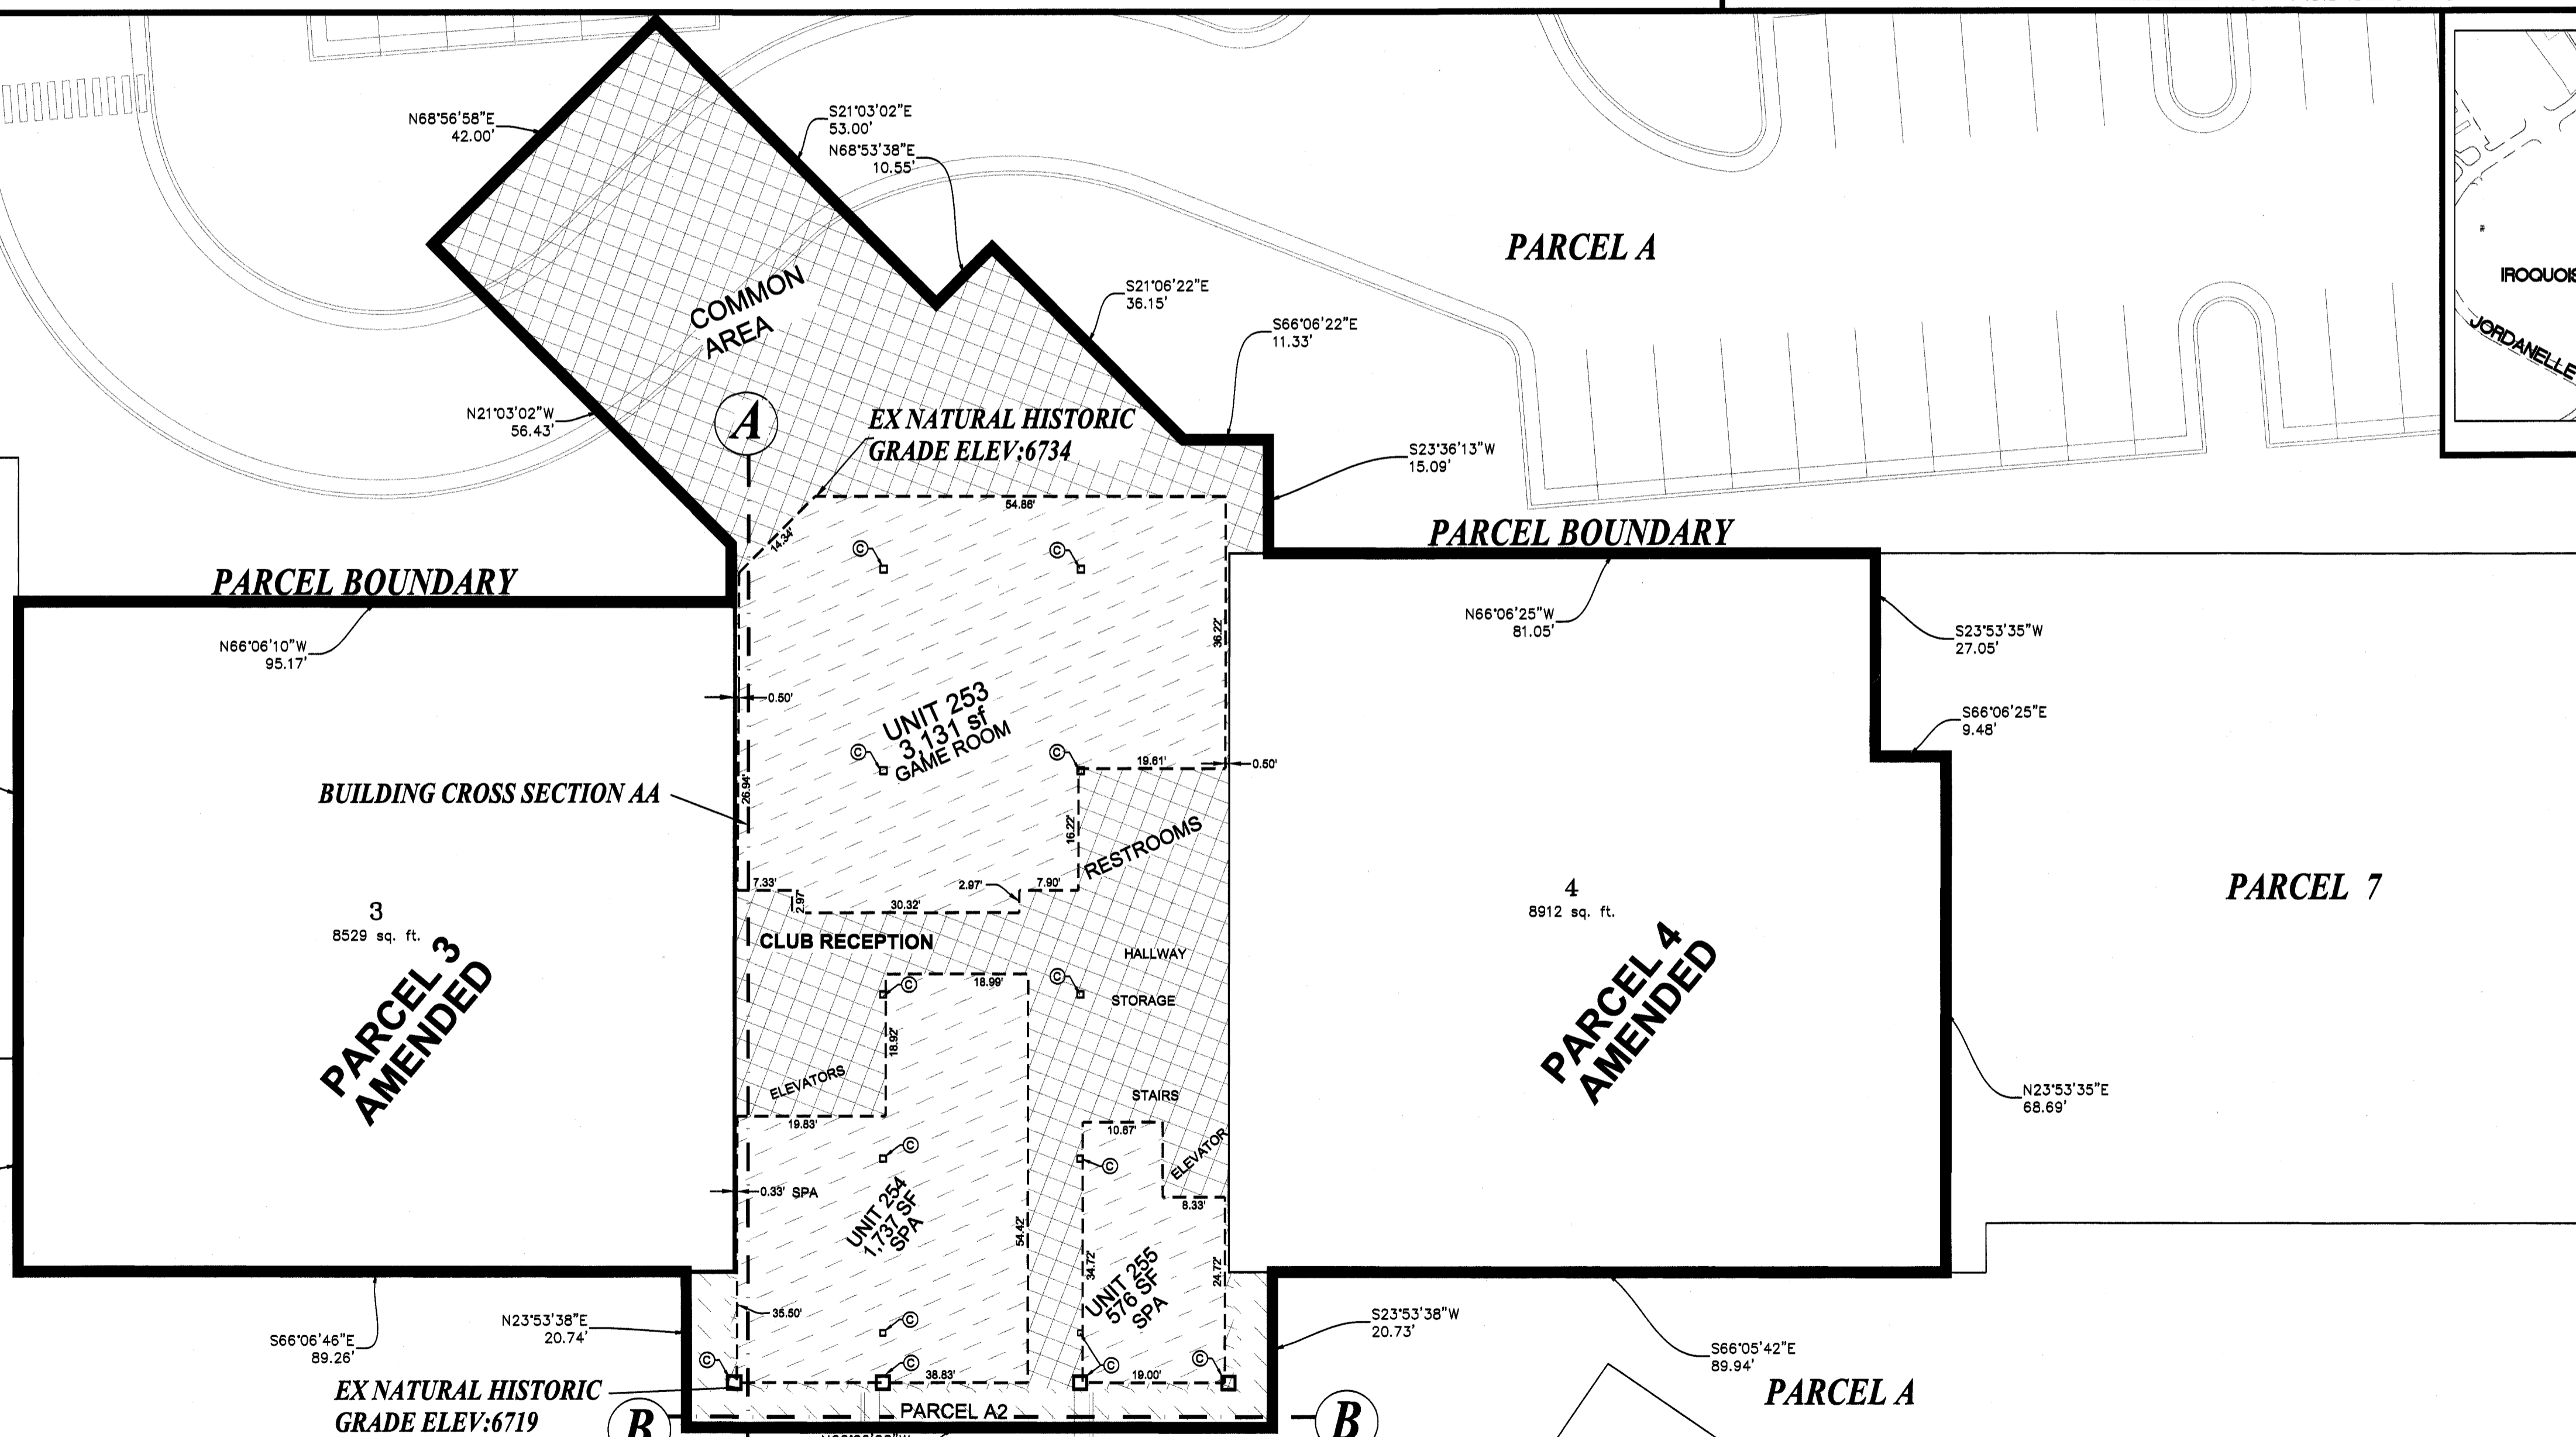 N68°56'58"E
42.00'
S21°03'02"E
53.00'
N68°53'38"E
10.55'
PARCEL A
S21°06'22"E
36.15'
IROQUOIS
COMMON
AREA
S66°06'22"E
11.33'
JORDANELLE
N21°03'02"W
56.43'
A
EX NATURAL HISTORIC
GRADE ELEV:6734
S23°36'13"W
15.09'
54.86'
14.34'
PARCEL BOUNDARY
C
C
PARCEL BOUNDARY
N66°06'10"W
95.17'
N66°06'25"W
81.05'
36.22'
S23°53'35"W
27.05'
0.50'
UNIT 253
3,131 sf
GAME ROOM
S66°06'25"E
9.48'
C
C
19.61'
0.50'
BUILDING CROSS SECTION AA
26.94'
16.22'
RESTROOMS
7.33'
2.97'
2.97'
7.90'
30.32'
PARCEL 7
3
8529 sq. ft.
PARCEL 3
AMENDED
4
8912 sq. ft.
PARCEL 4
AMENDED
CLUB RECEPTION
HALLWAY
C
18.99'
C
STORAGE
18.92'
ELEVATORS
STAIRS
N23°53'35"E
68.69'
19.83'
10.67'
C
C
ELEVATOR
0.33'
SPA
8.33'
UNIT 254
1,737 SF
SPA
54.42'
34.72'
UNIT 255
576 SF
SPA
24.72'
35.50'
N23°53'38"E
20.74'
S23°53'38"W
20.73'
S66°06'46"E
89.26'
S66°05'42"E
89.94'
C
C
C
C
C
38.83'
19.00'
EX NATURAL HISTORIC
GRADE ELEV:6719
PARCEL A
B
PARCEL A2
B